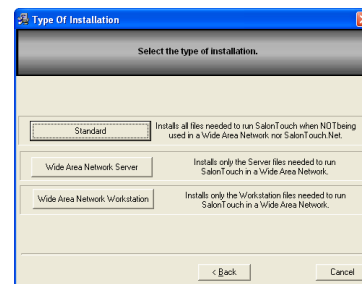 Type Of Installation
Select the type of installation.
Standard
Installs all files needed to run SalonTouch when NOTbeing
used in a Wide Area Network nor SalonTouch.Net.
Wide Area Network Server
Installs only the Server files needed to run
SalonTouch in a Wide Area Network.
Wide Area Network Workstation
Installs only the Workstation files needed to run
SalonTouch in a Wide Area Network.
< Back
Cancel